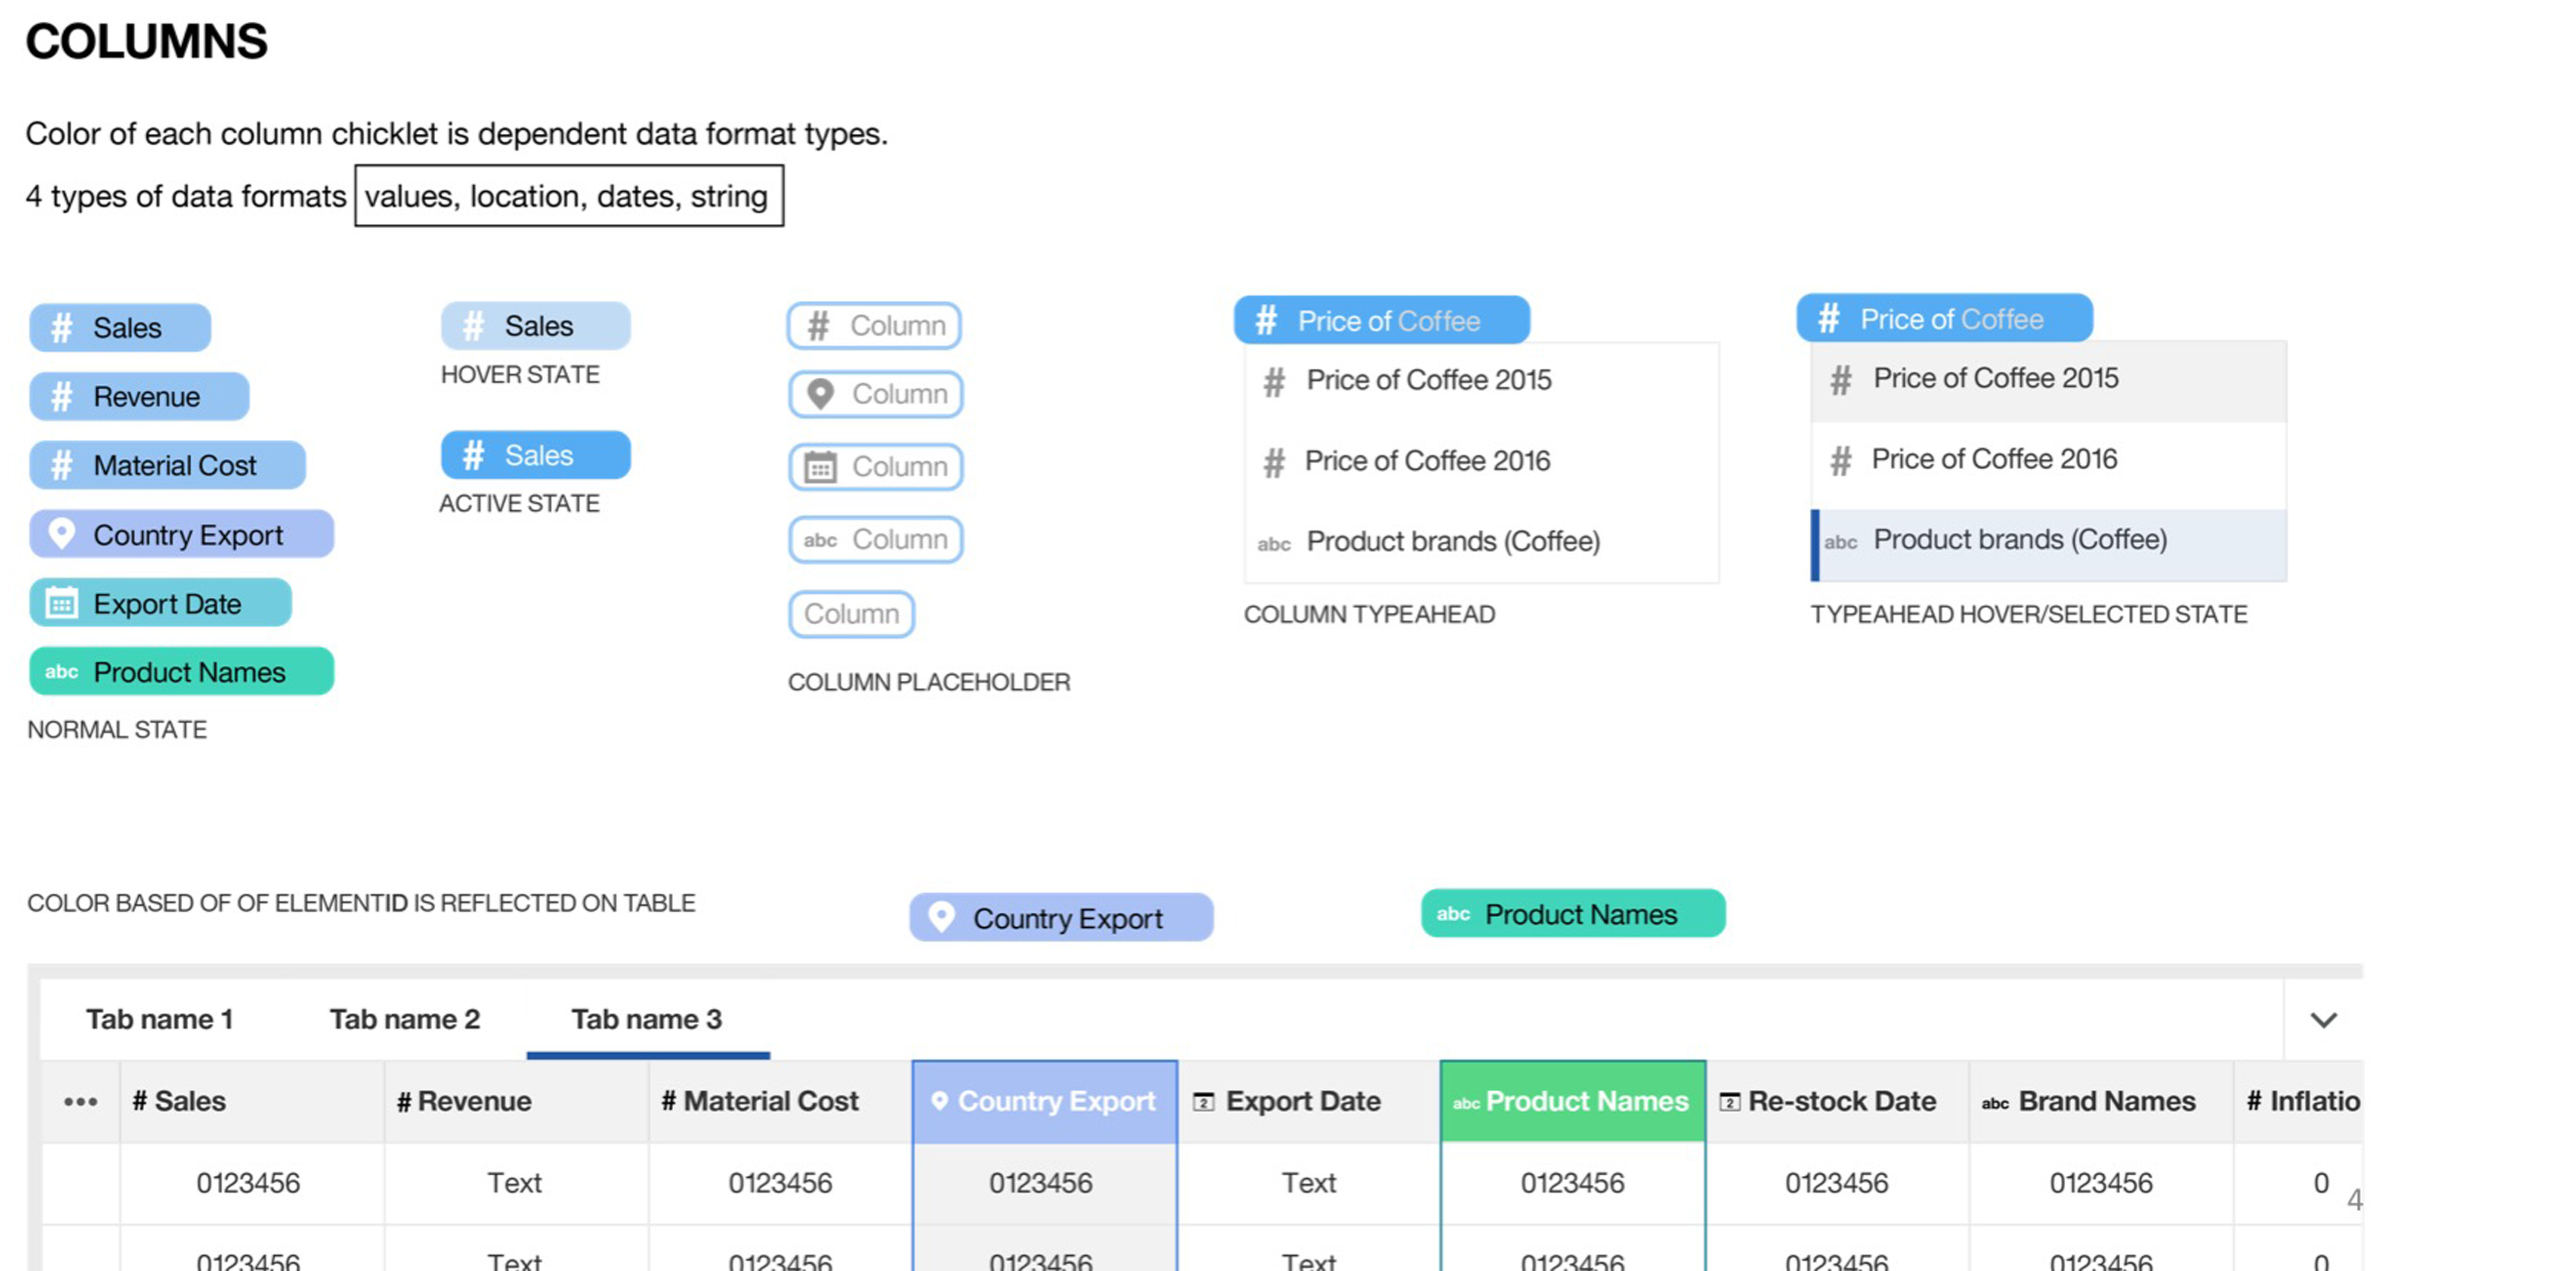 COLUMNS
Color of each column chicklet is dependent data format types.
4 types of data formats values, location, dates, string
# Sales
# Revenue
# Material Cost
Country Export
Export Date
abc Product Names
NORMAL STATE
# Sales
HOVER STATE
# Sales
ACTIVE STATE
# Column
Column
Column
abc Column
Column
COLUMN PLACEHOLDER
# Price of Coffee
# Price of Coffee 2015
# Price of Coffee 2016
abc Product brands (Coffee)
COLUMN TYPEAHEAD
# Price of Coffee
# Price of Coffee 2015
# Price of Coffee 2016
abc Product brands (Coffee)
TYPEAHEAD HOVER/SELECTED STATE
COLOR BASED OF OF ELEMENTID IS REFLECTED ON TABLE
Country Export
abc Product Names
Tab name 1 Tab name 2 Tab name 3
••• # Sales # Revenue # Material Cost Country Export 2 Export Date abc Product Names 2 Re-stock Date abc Brand Names # Inflatio
0123456 Text 0123456 0123456 Text 0123456 0123456 0123456 0
4
0123456 Text 0123456 0123456 Text 0123456 0123456 0123456 0